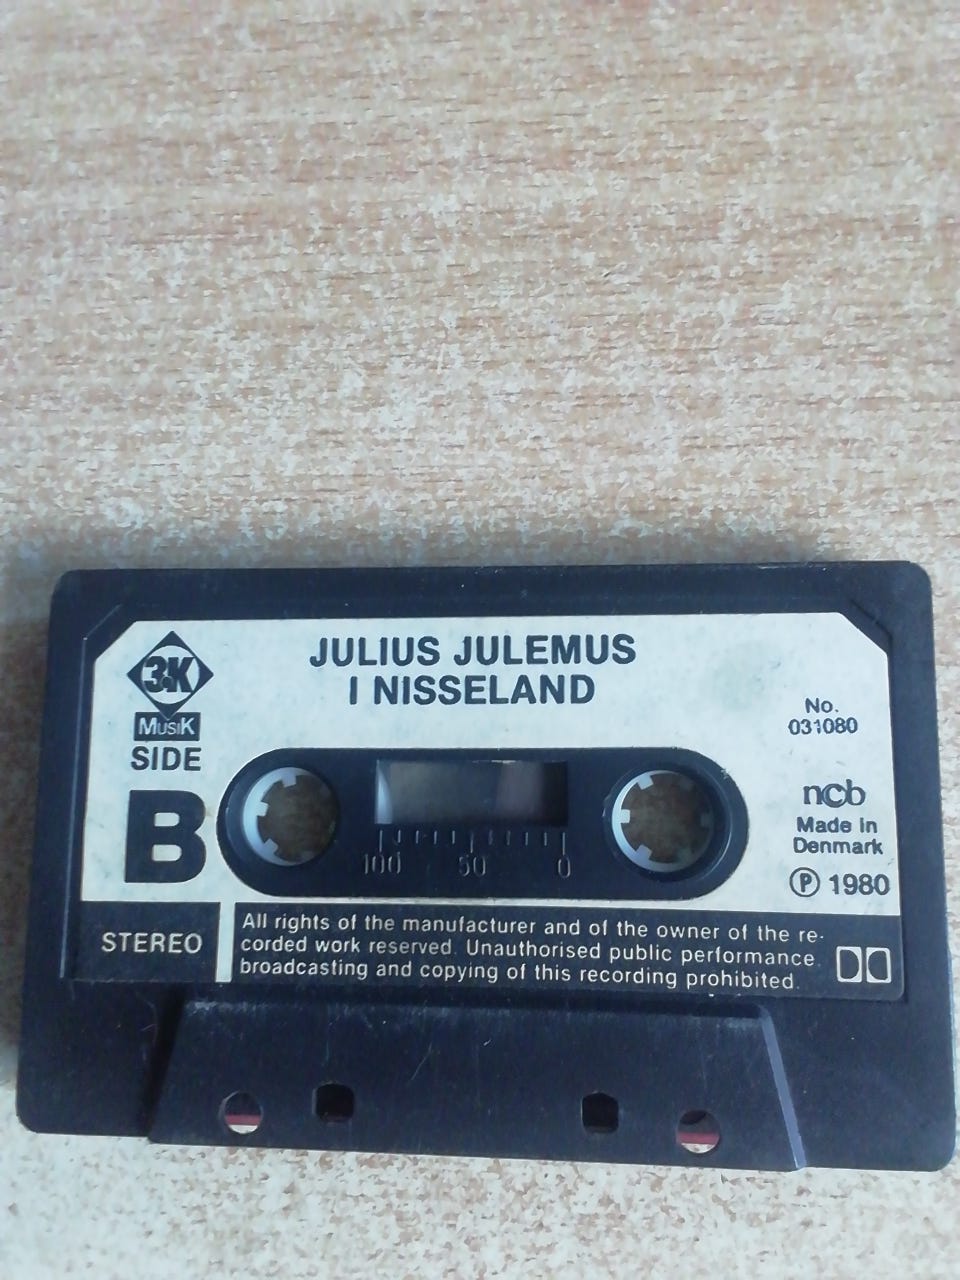 JULIUS JULEMUS
I NISSELAND
3K
MUSIK
SIDE
B
No.
031080
ncb
Made in
Denmark
Ⓟ 1980
100 50 0
STEREO
All rights of the manufacturer and of the owner of the re-
corded work reserved. Unauthorised public performance
broadcasting and copying of this recording prohibited.